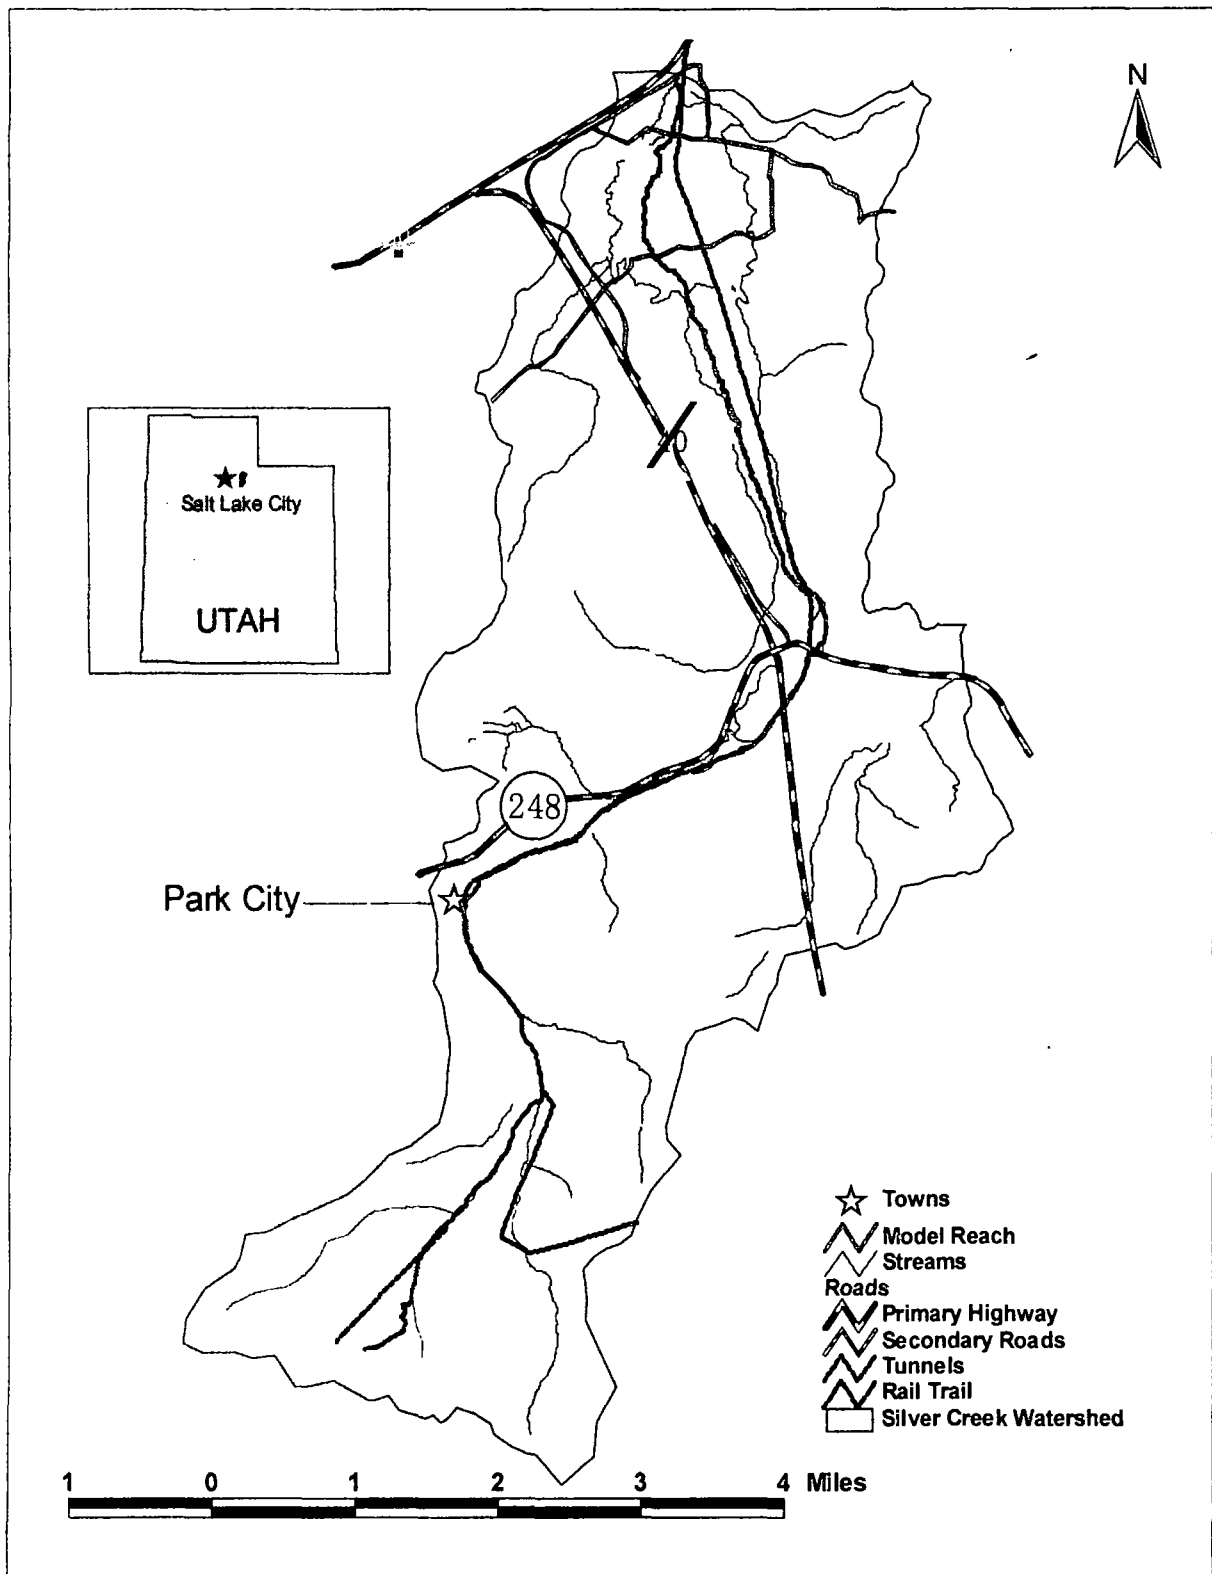 N
40
Salt Lake City
UTAH
248
Park City
Towns
Model Reach
Streams
Roads
Primary Highway
Secondary Roads
Tunnels
Rail Trail
Silver Creek Watershed
1 0 1 2 3 4 Miles